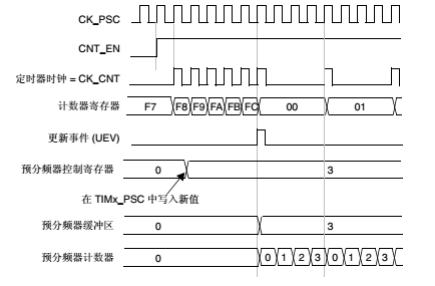 CK_PSC
CNT_EN
定时器时钟 = CK_CNT
计数器寄存器 F7 F8 F9 FA FB FC 00 01
更新事件 (UEV)
预分频器控制寄存器 0 3
在 TIMx_PSC 中写入新值
预分频器缓冲区 0 3
预分频器计数器 0 0 1 2 3 0 1 2 3